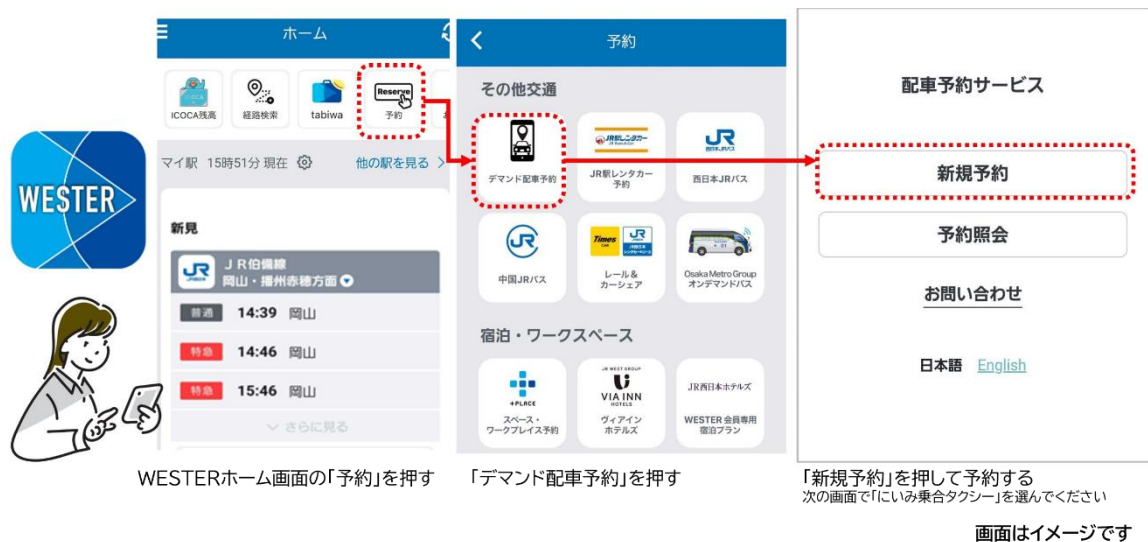 WESTER
ホーム
ICOCA残高
経路検索
tabiwa
Reserve
予約
マイ駅 15時51分 現在
他の駅を見る
新見
JR
JR伯備線
岡山・播州赤穂方面
普通 14:39 岡山
特急 14:46 岡山
特急 15:46 岡山
さらに見る
WESTERホーム画面の「予約」を押す
予約
その他交通
デマンド配車予約
JR駅レンタカー
JR駅レンタカー
予約
JR
西日本JRバス
西日本JRバス
JR
中国JRバス
Times
CAR
JR
レール&
カーシェア
Osaka Metro Group
オンデマンドバス
宿泊・ワークスペース
+PLACE
スペース・
ワークプレイス予約
JR WEST GROUP
VIA INN
HOTELS
ヴィアイン
ホテルズ
JR西日本ホテルズ
WESTER 会員専用
宿泊プラン
「デマンド配車予約」を押す
配車予約サービス
新規予約
予約照会
お問い合わせ
日本語 English
「新規予約」を押して予約する
次の画面で「にいみ乗合タクシー」を選んでください
画面はイメージです